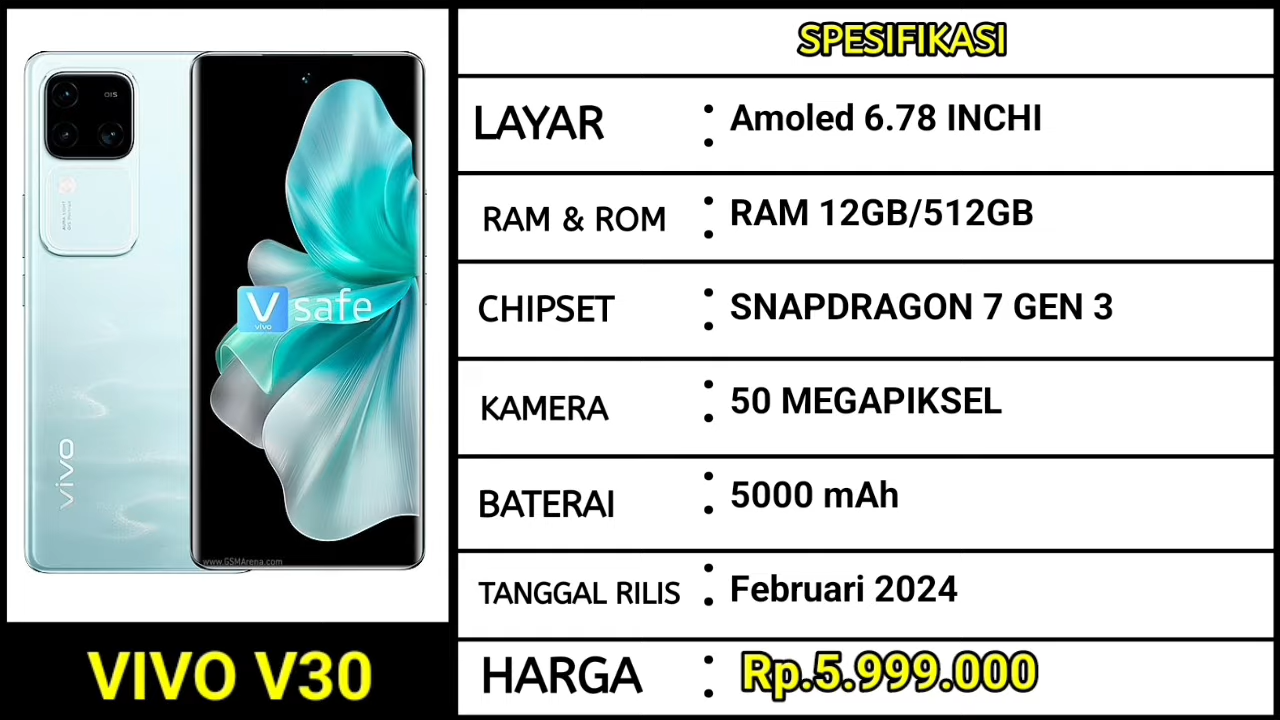 SPESIFIKASI
LAYAR : Amoled 6.78 INCHI
RAM & ROM : RAM 12GB/512GB
CHIPSET : SNAPDRAGON 7 GEN 3
KAMERA : 50 MEGAPIKSEL
BATERAI : 5000 mAh
TANGGAL RILIS : Februari 2024
HARGA : Rp.5.999.000
OIS
V safe
vivo
vivo
www.GSMArena.com
VIVO V30